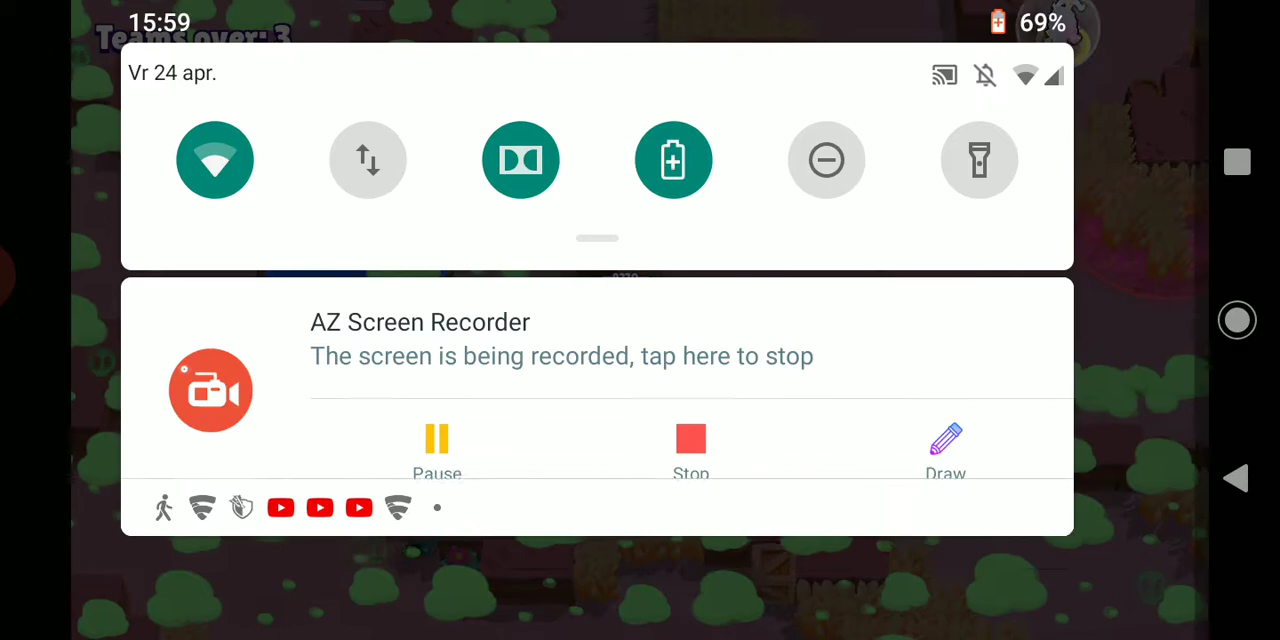 15:59
69%
Teams over: 3
Vr 24 apr.
AZ Screen Recorder
The screen is being recorded, tap here to stop
Pause
Stop
Draw